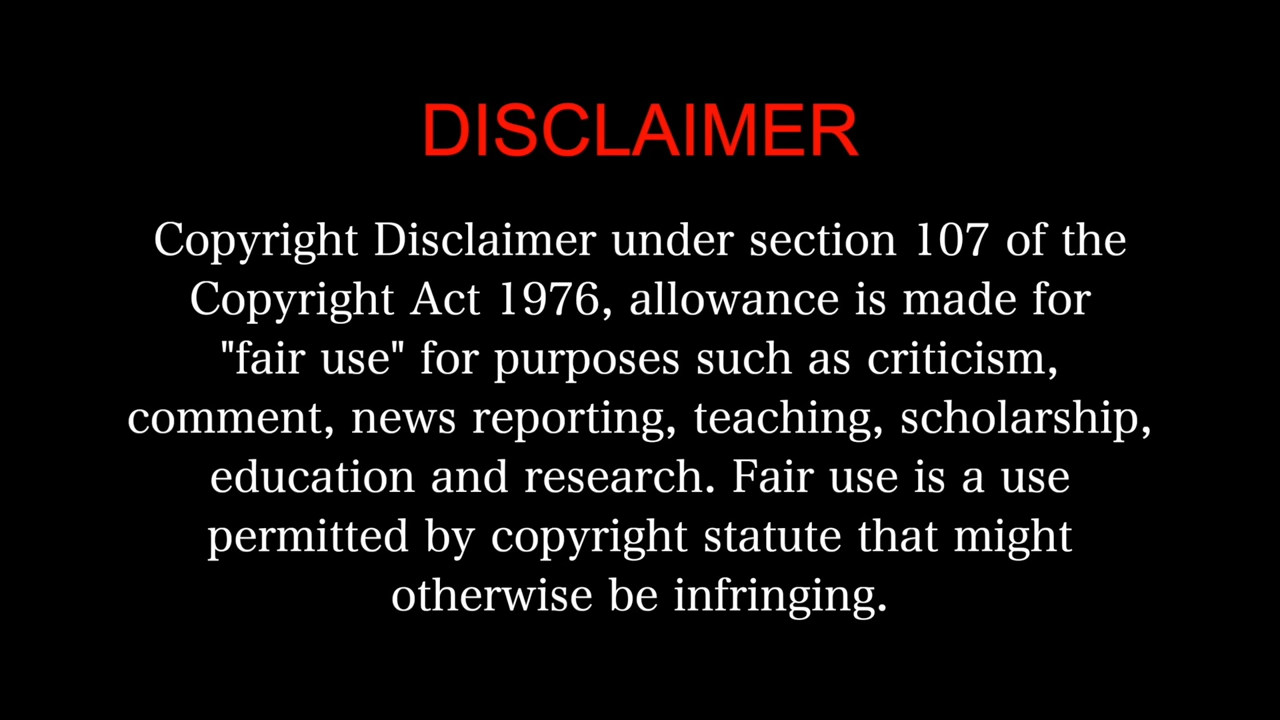 DISCLAIMER
Copyright Disclaimer under section 107 of the
Copyright Act 1976, allowance is made for
"fair use" for purposes such as criticism,
comment, news reporting, teaching, scholarship,
education and research. Fair use is a use
permitted by copyright statute that might
otherwise be infringing.